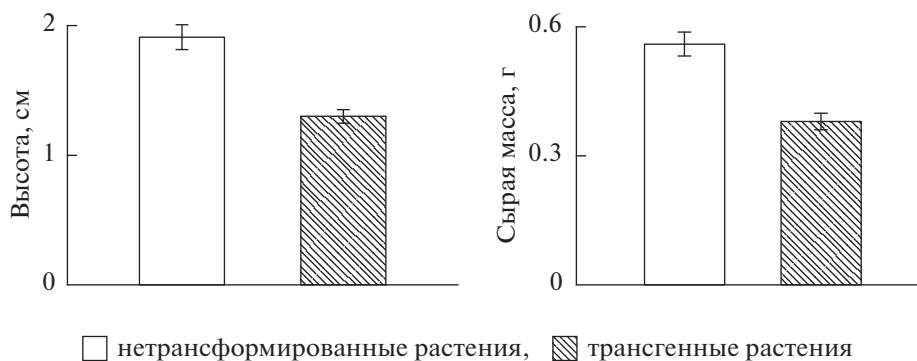 Высота, см
2
1
0
Сырая масса, г
0.6
0.3
0
нетрансформированные растения, трансгенные растения